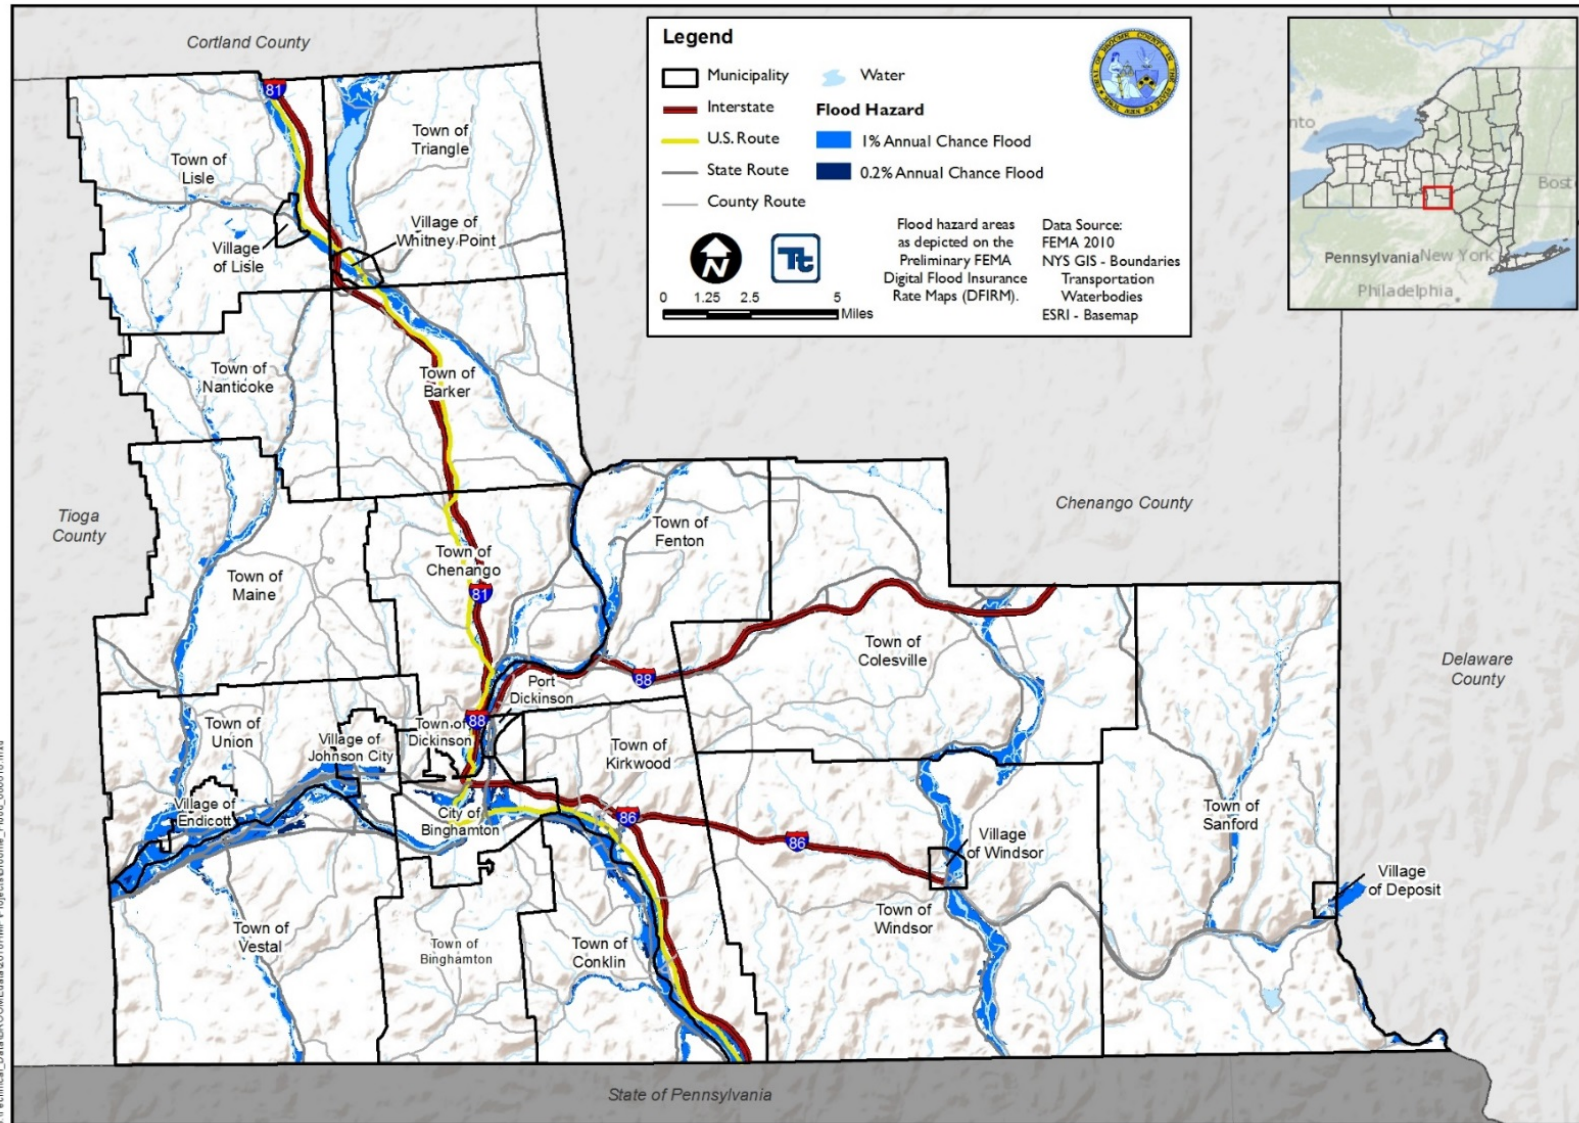 Cortland County
Legend
Municipality
Interstate
U.S. Route
State Route
County Route
Water
Flood Hazard
1% Annual Chance Flood
0.2% Annual Chance Flood
N
Tt
0 1.25 2.5 5
Miles
Flood hazard areas
as depicted on the
Preliminary FEMA
Digital Flood Insurance
Rate Maps (DFIRM).
Data Source:
FEMA 2010
NYS GIS - Boundaries
Transportation
Waterbodies
ESRI - Basemap
nto
Bost
Pennsylvania
New York
Philadelphia
81
Town of
Triangle
Town of
Lisle
Village of
Whitney Point
Village
of Lisle
Town of
Nanticoke
Town of
Barker
Tioga
County
Chenango County
Town of
Fenton
Town of
Chenango
Town of
Maine
81
Town of
Colesville
Delaware
County
88
Port
Dickinson
88
Town of
Dickinson
Town of
Union
Village of
Johnson City
Town of
Kirkwood
Village of
Endicott
City of
Binghamton
86
86
Town of
Sanford
Village
of Windsor
Village
of Deposit
Town of
Windsor
Town of
Vestal
Town of
Binghamton
Town of
Conklin
State of Pennsylvania